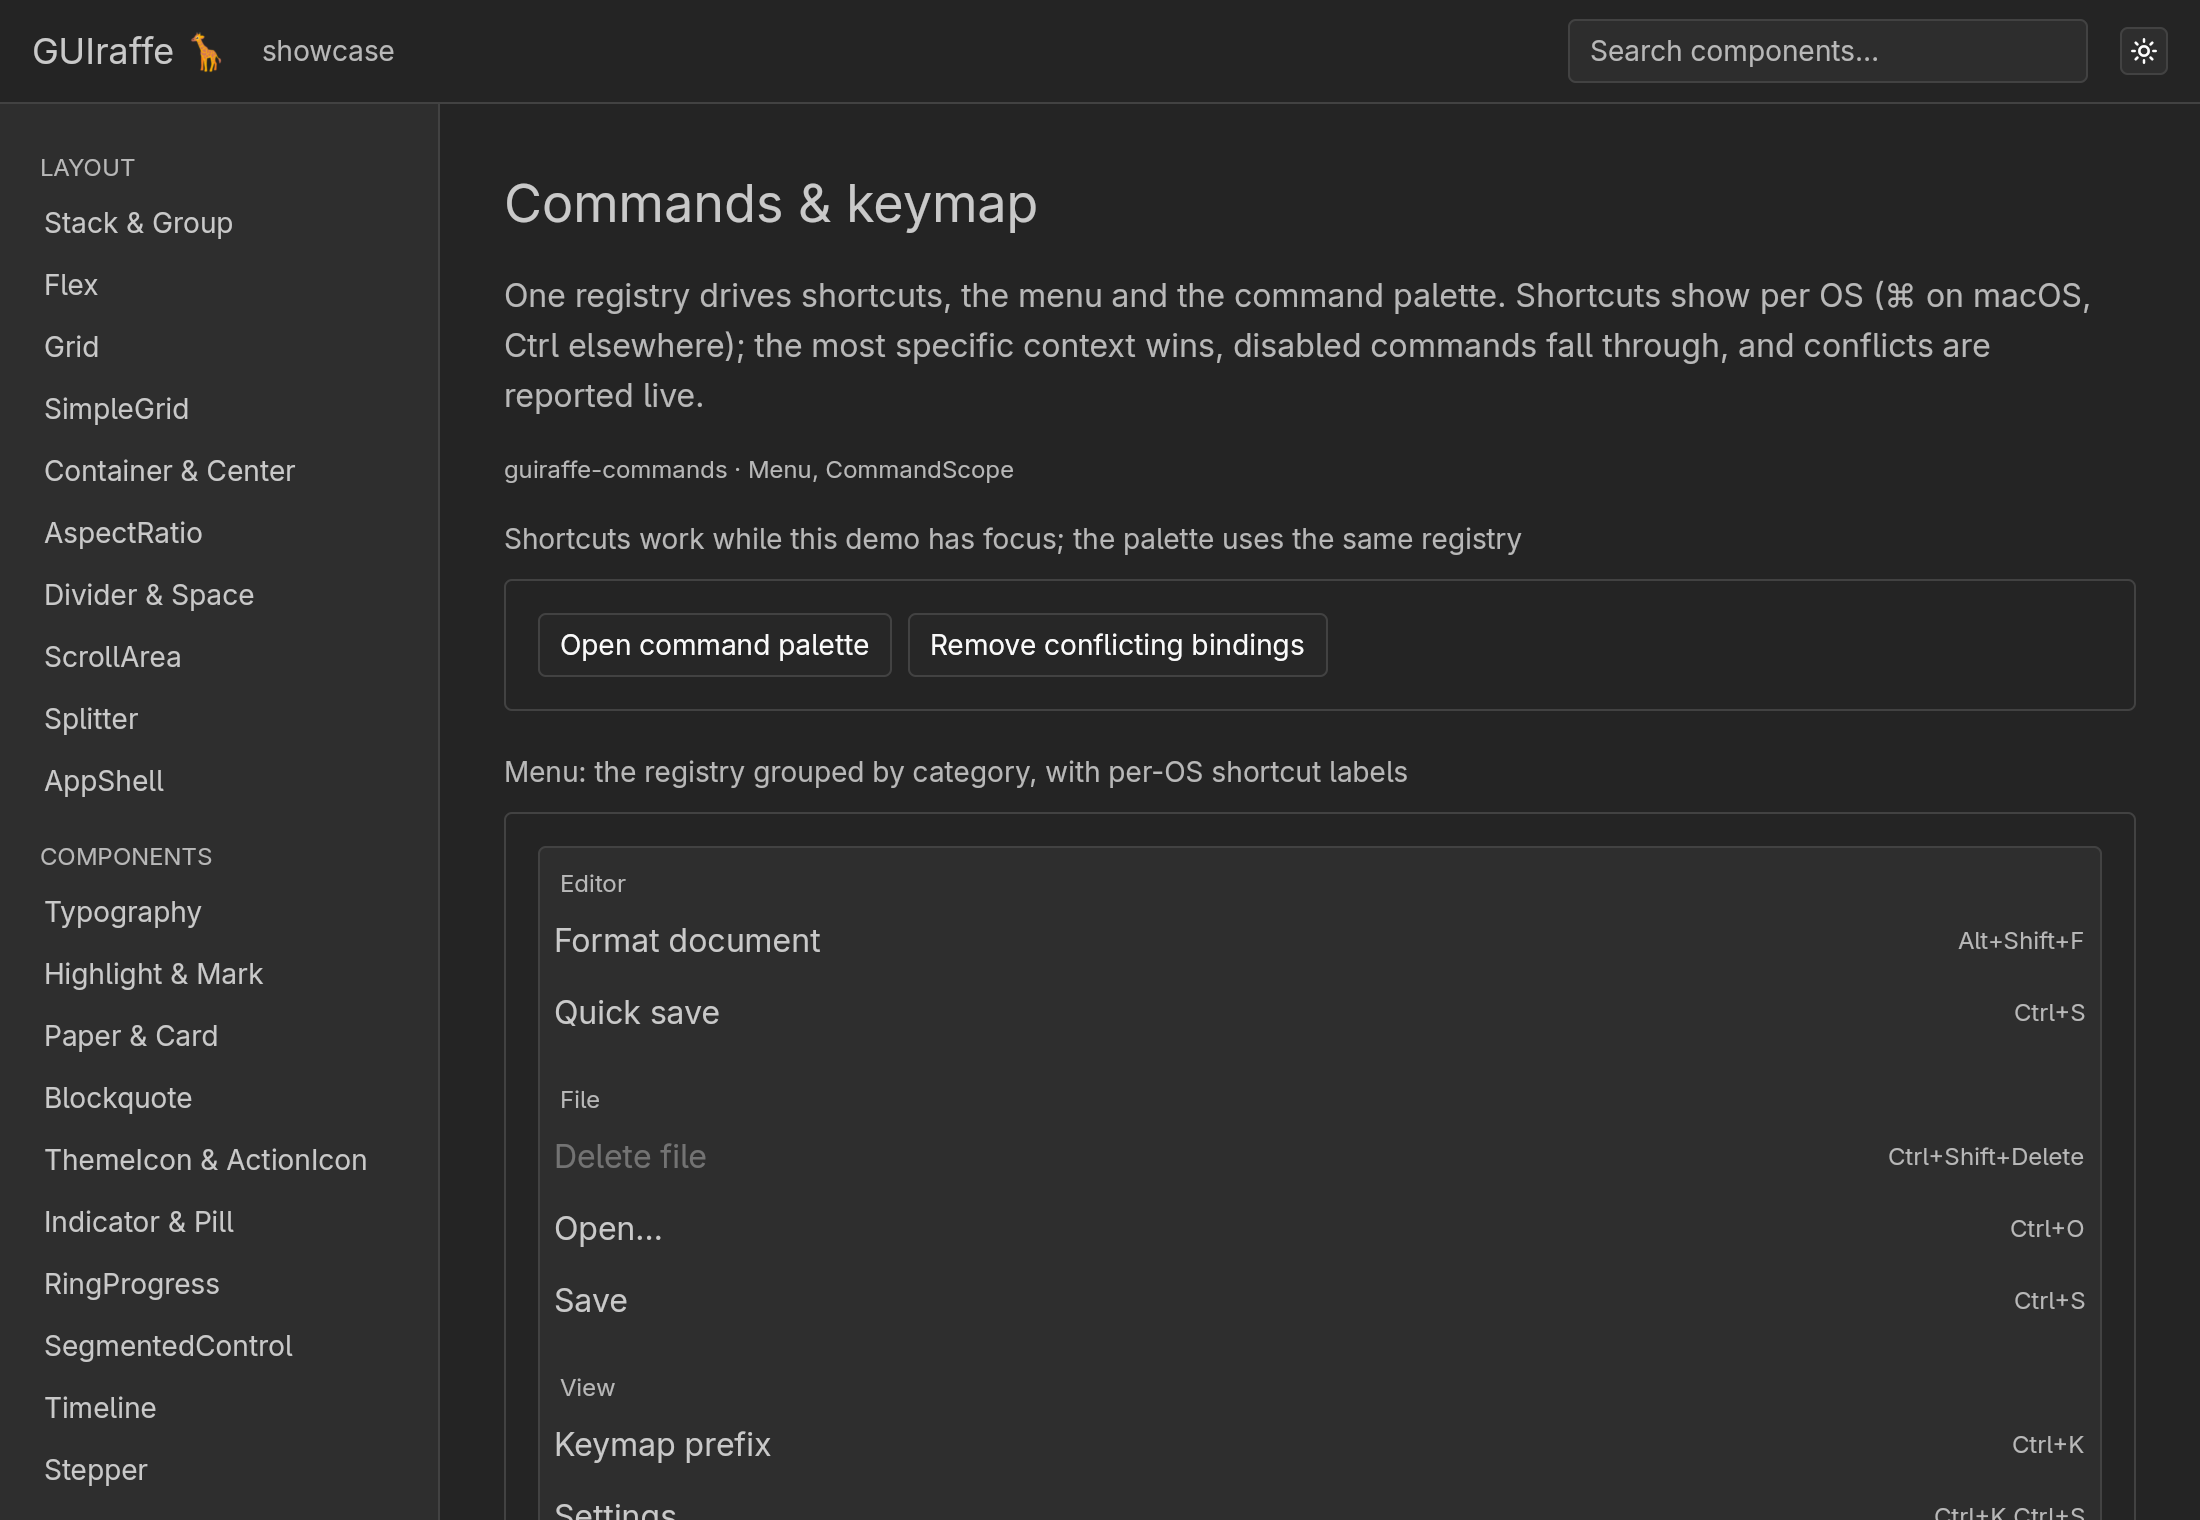 GUIraffe 🦒 showcase
Search components...
LAYOUT
Stack & Group
Flex
Grid
SimpleGrid
Container & Center
AspectRatio
Divider & Space
ScrollArea
Splitter
AppShell
COMPONENTS
Typography
Highlight & Mark
Paper & Card
Blockquote
ThemeIcon & ActionIcon
Indicator & Pill
RingProgress
SegmentedControl
Timeline
Stepper
Commands & keymap
One registry drives shortcuts, the menu and the command palette. Shortcuts show per OS (⌘ on macOS,
Ctrl elsewhere); the most specific context wins, disabled commands fall through, and conflicts are
reported live.
guiraffe-commands · Menu, CommandScope
Shortcuts work while this demo has focus; the palette uses the same registry
Open command palette
Remove conflicting bindings
Menu: the registry grouped by category, with per-OS shortcut labels
Editor
Format document Alt+Shift+F
Quick save Ctrl+S
File
Delete file Ctrl+Shift+Delete
Open... Ctrl+O
Save Ctrl+S
View
Keymap prefix Ctrl+K
Settings Ctrl+K Ctrl+S